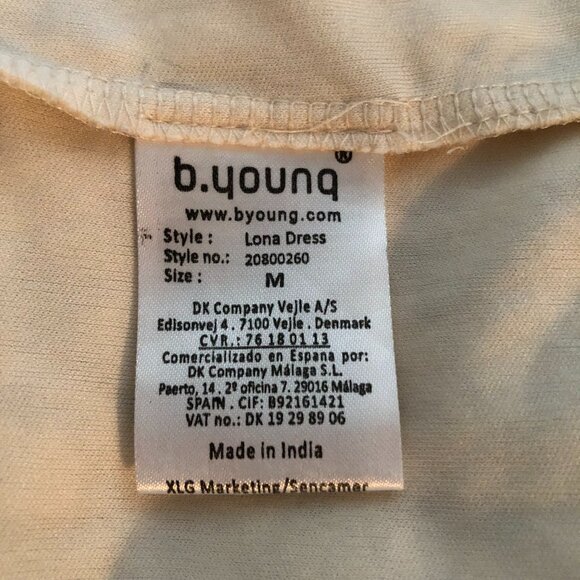 b.young®
www.byoung.com
Style : Lona Dress
Style no.: 20800260
Size : M
DK Company Vejle A/S
Edisonvej 4 . 7100 Vejle . Denmark
CVR.: 76 18 01 13
Comercializado en Espana por:
DK Company Málaga S.L.
Paerto, 14 . 2º oficina 7. 29016 Málaga
SPAIN . CIF: B92161421
VAT no.: DK 19 29 89 06
Made in India
XLG Marketing/Sencamer